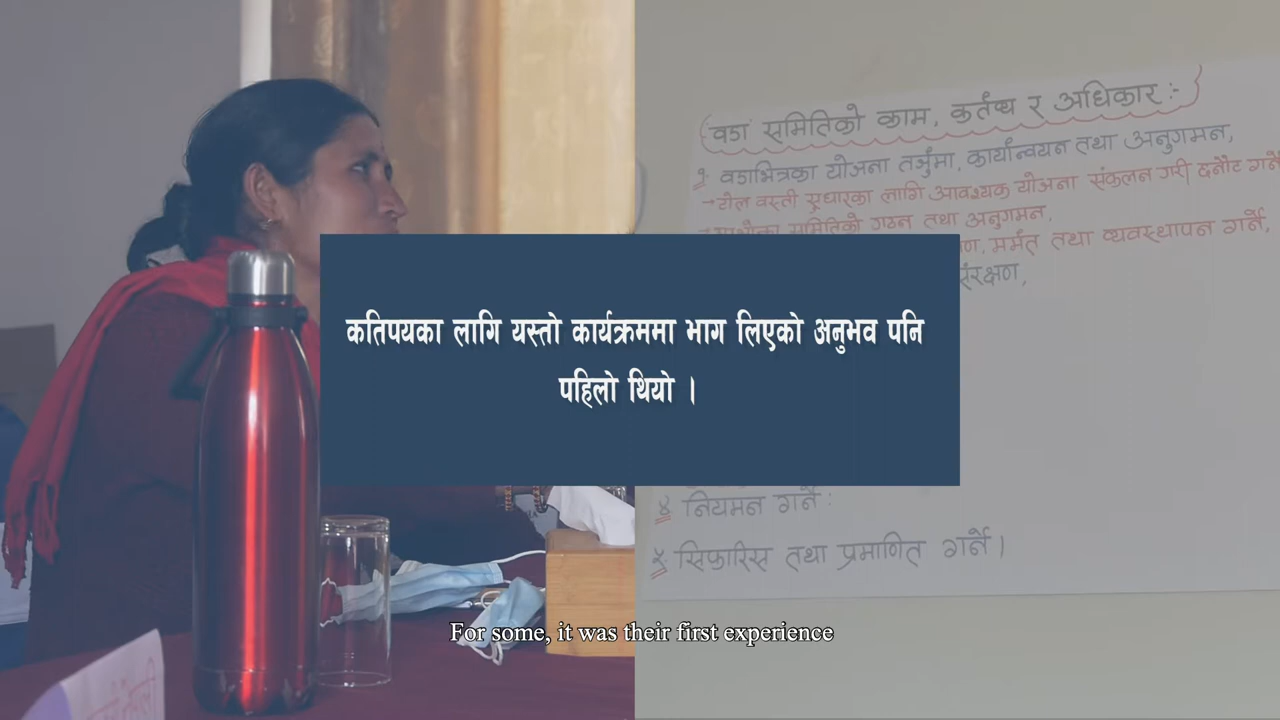 वडा समितिको काम, कर्तव्य र अधिकार :-
१ वडाभित्रका योजना तर्जुमा, कार्यान्वयन तथा अनुगमन,
→ टोल वस्ती सुधारका लागि आवश्यक योजना संकलन गरी छनौट गर्ने
समितिको गठन तथा अनुगमन,
मर्मत तथा व्यवस्थापन गर्ने,
संरक्षण,
कतिपयका लागि यस्तो कार्यक्रममा भाग लिएको अनुभव पनि
पहिलो थियो ।
४ नियमन गर्ने :
५ सिफारिस तथा प्रमाणित गर्ने ।
For some, it was their first experience